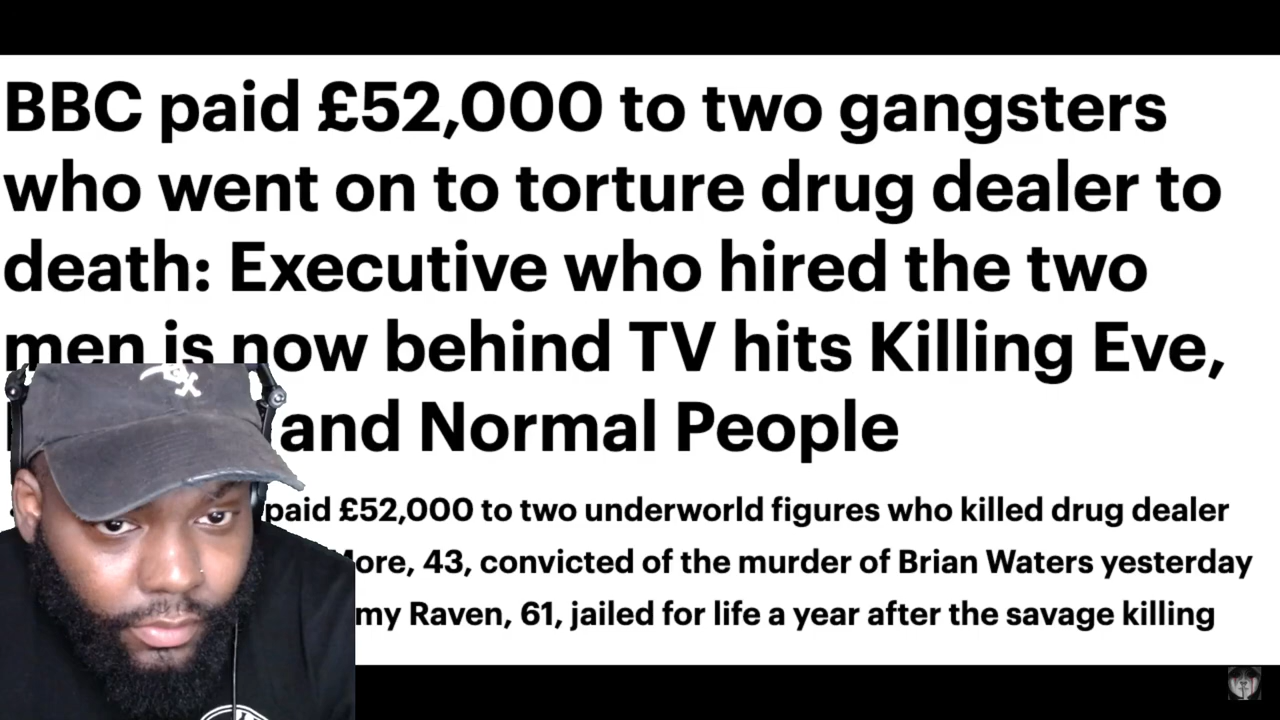 BBC paid £52,000 to two gangsters
who went on to torture drug dealer to
death: Executive who hired the two
men is now behind TV hits Killing Eve,
and Normal People
paid £52,000 to two underworld figures who killed drug dealer
convicted of the murder of Brian Waters yesterday
Raven, 61, jailed for life a year after the savage killing